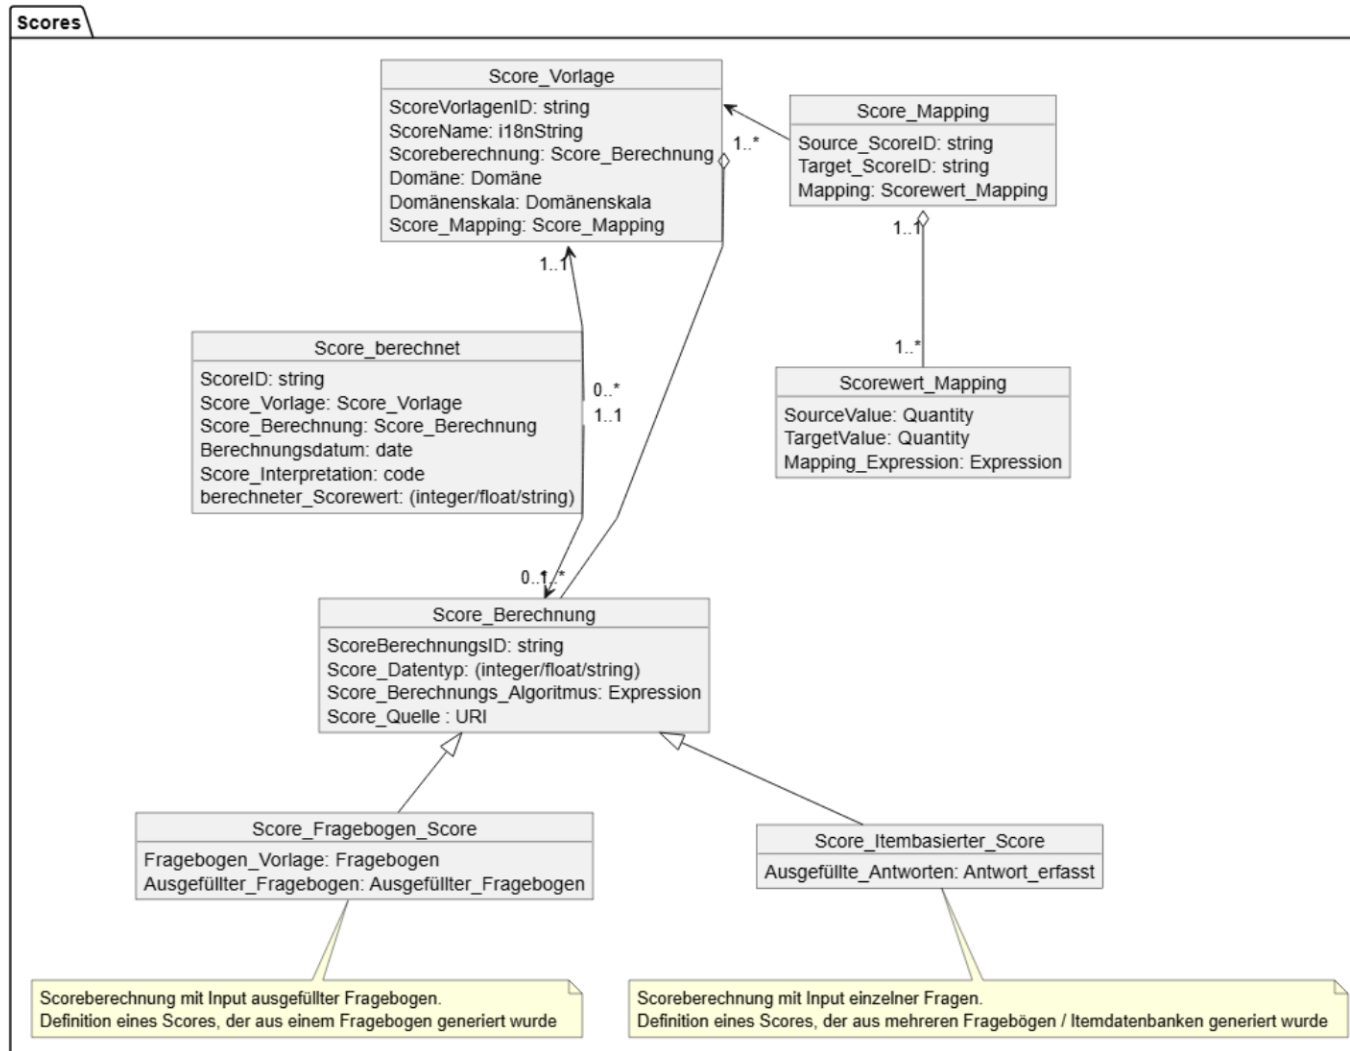 Scores
Score_Vorlage
ScoreVorlagenID: string
ScoreName: i18nString
Scoreberechnung: Score_Berechnung
Domäne: Domäne
Domänenskala: Domänenskala
Score_Mapping: Score_Mapping
1..*
Score_Mapping
Source_ScoreID: string
Target_ScoreID: string
Mapping: Scorewert_Mapping
1..1
1..1
Score_berechnet
ScoreID: string
Score_Vorlage: Score_Vorlage
Score_Berechnung: Score_Berechnung
Berechnungsdatum: date
Score_Interpretation: code
berechneter_Scorewert: (integer/float/string)
0..*
1..1
1..*
Scorewert_Mapping
SourceValue: Quantity
TargetValue: Quantity
Mapping_Expression: Expression
Score_Berechnung
ScoreBerechnungsID: string
Score_Datentyp: (integer/float/string)
Score_Berechnungs_Algoritmus: Expression
Score_Quelle : URI
Score_Fragebogen_Score
Fragebogen_Vorlage: Fragebogen
Ausgefüllter_Fragebogen: Ausgefüllter_Fragebogen
Score_Itembasierter_Score
Ausgefüllte_Antworten: Antwort_erfasst
Scoreberechnung mit Input ausgefüllter Fragebogen.
Definition eines Scores, der aus einem Fragebogen generiert wurde
Scoreberechnung mit Input einzelner Fragen.
Definition eines Scores, der aus mehreren Fragebögen / Itemdatenbanken generiert wurde